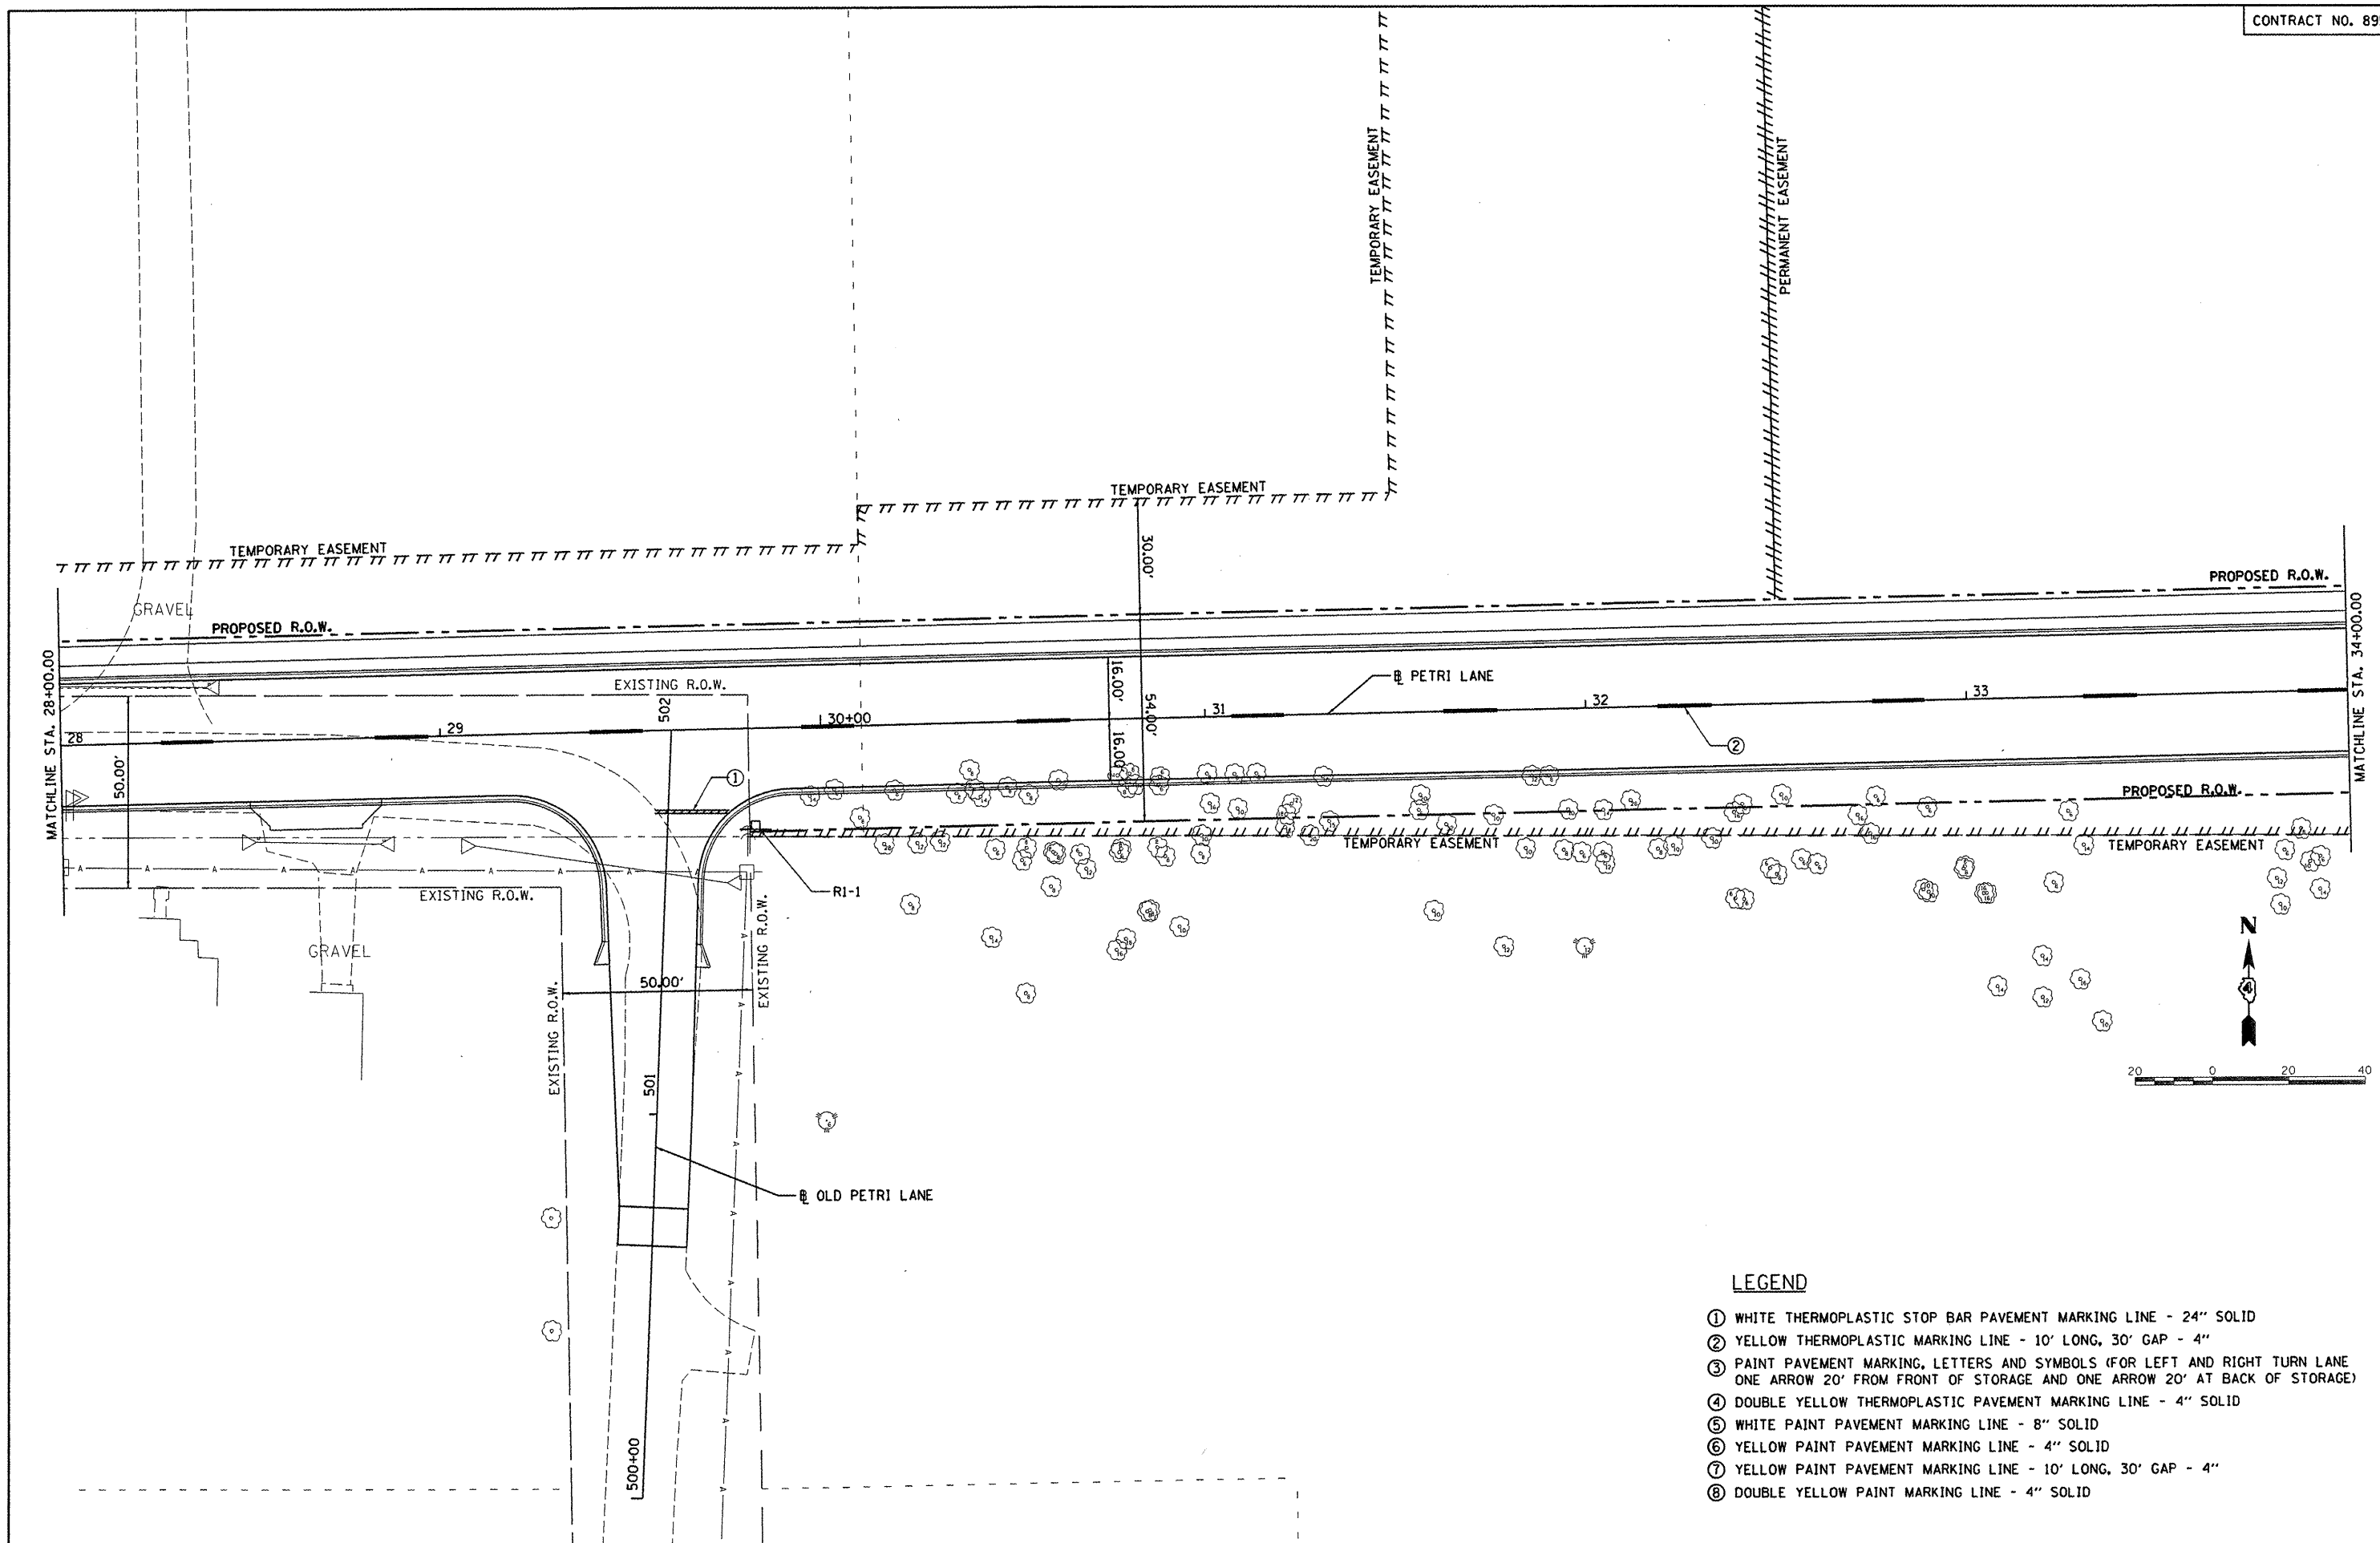 CONTRACT NO. 89
TEMPORARY EASEMENT
PERMANENT EASEMENT
TEMPORARY EASEMENT
TEMPORARY EASEMENT
30.00'
PROPOSED R.O.W.
GRAVEL
PROPOSED R.O.W.
MATCHLINE STA. 28+00.00
MATCHLINE STA. 34+00.00
EXISTING R.O.W.
16.00'
54.00'
16.00'
PETRI LANE
28
29
502
30+00
31
32
33
50.00'
①
②
PROPOSED R.O.W.
TEMPORARY EASEMENT
TEMPORARY EASEMENT
R1-1
EXISTING R.O.W.
EXISTING R.O.W.
EXISTING R.O.W.
GRAVEL
50.00'
N
4
20 0 20 40
501
OLD PETRI LANE
500+00
LEGEND
① WHITE THERMOPLASTIC STOP BAR PAVEMENT MARKING LINE - 24" SOLID
② YELLOW THERMOPLASTIC MARKING LINE - 10' LONG, 30' GAP - 4"
③ PAINT PAVEMENT MARKING, LETTERS AND SYMBOLS (FOR LEFT AND RIGHT TURN LANE
ONE ARROW 20' FROM FRONT OF STORAGE AND ONE ARROW 20' AT BACK OF STORAGE)
④ DOUBLE YELLOW THERMOPLASTIC PAVEMENT MARKING LINE - 4" SOLID
⑤ WHITE PAINT PAVEMENT MARKING LINE - 8" SOLID
⑥ YELLOW PAINT PAVEMENT MARKING LINE - 4" SOLID
⑦ YELLOW PAINT PAVEMENT MARKING LINE - 10' LONG, 30' GAP - 4"
⑧ DOUBLE YELLOW PAINT MARKING LINE - 4" SOLID